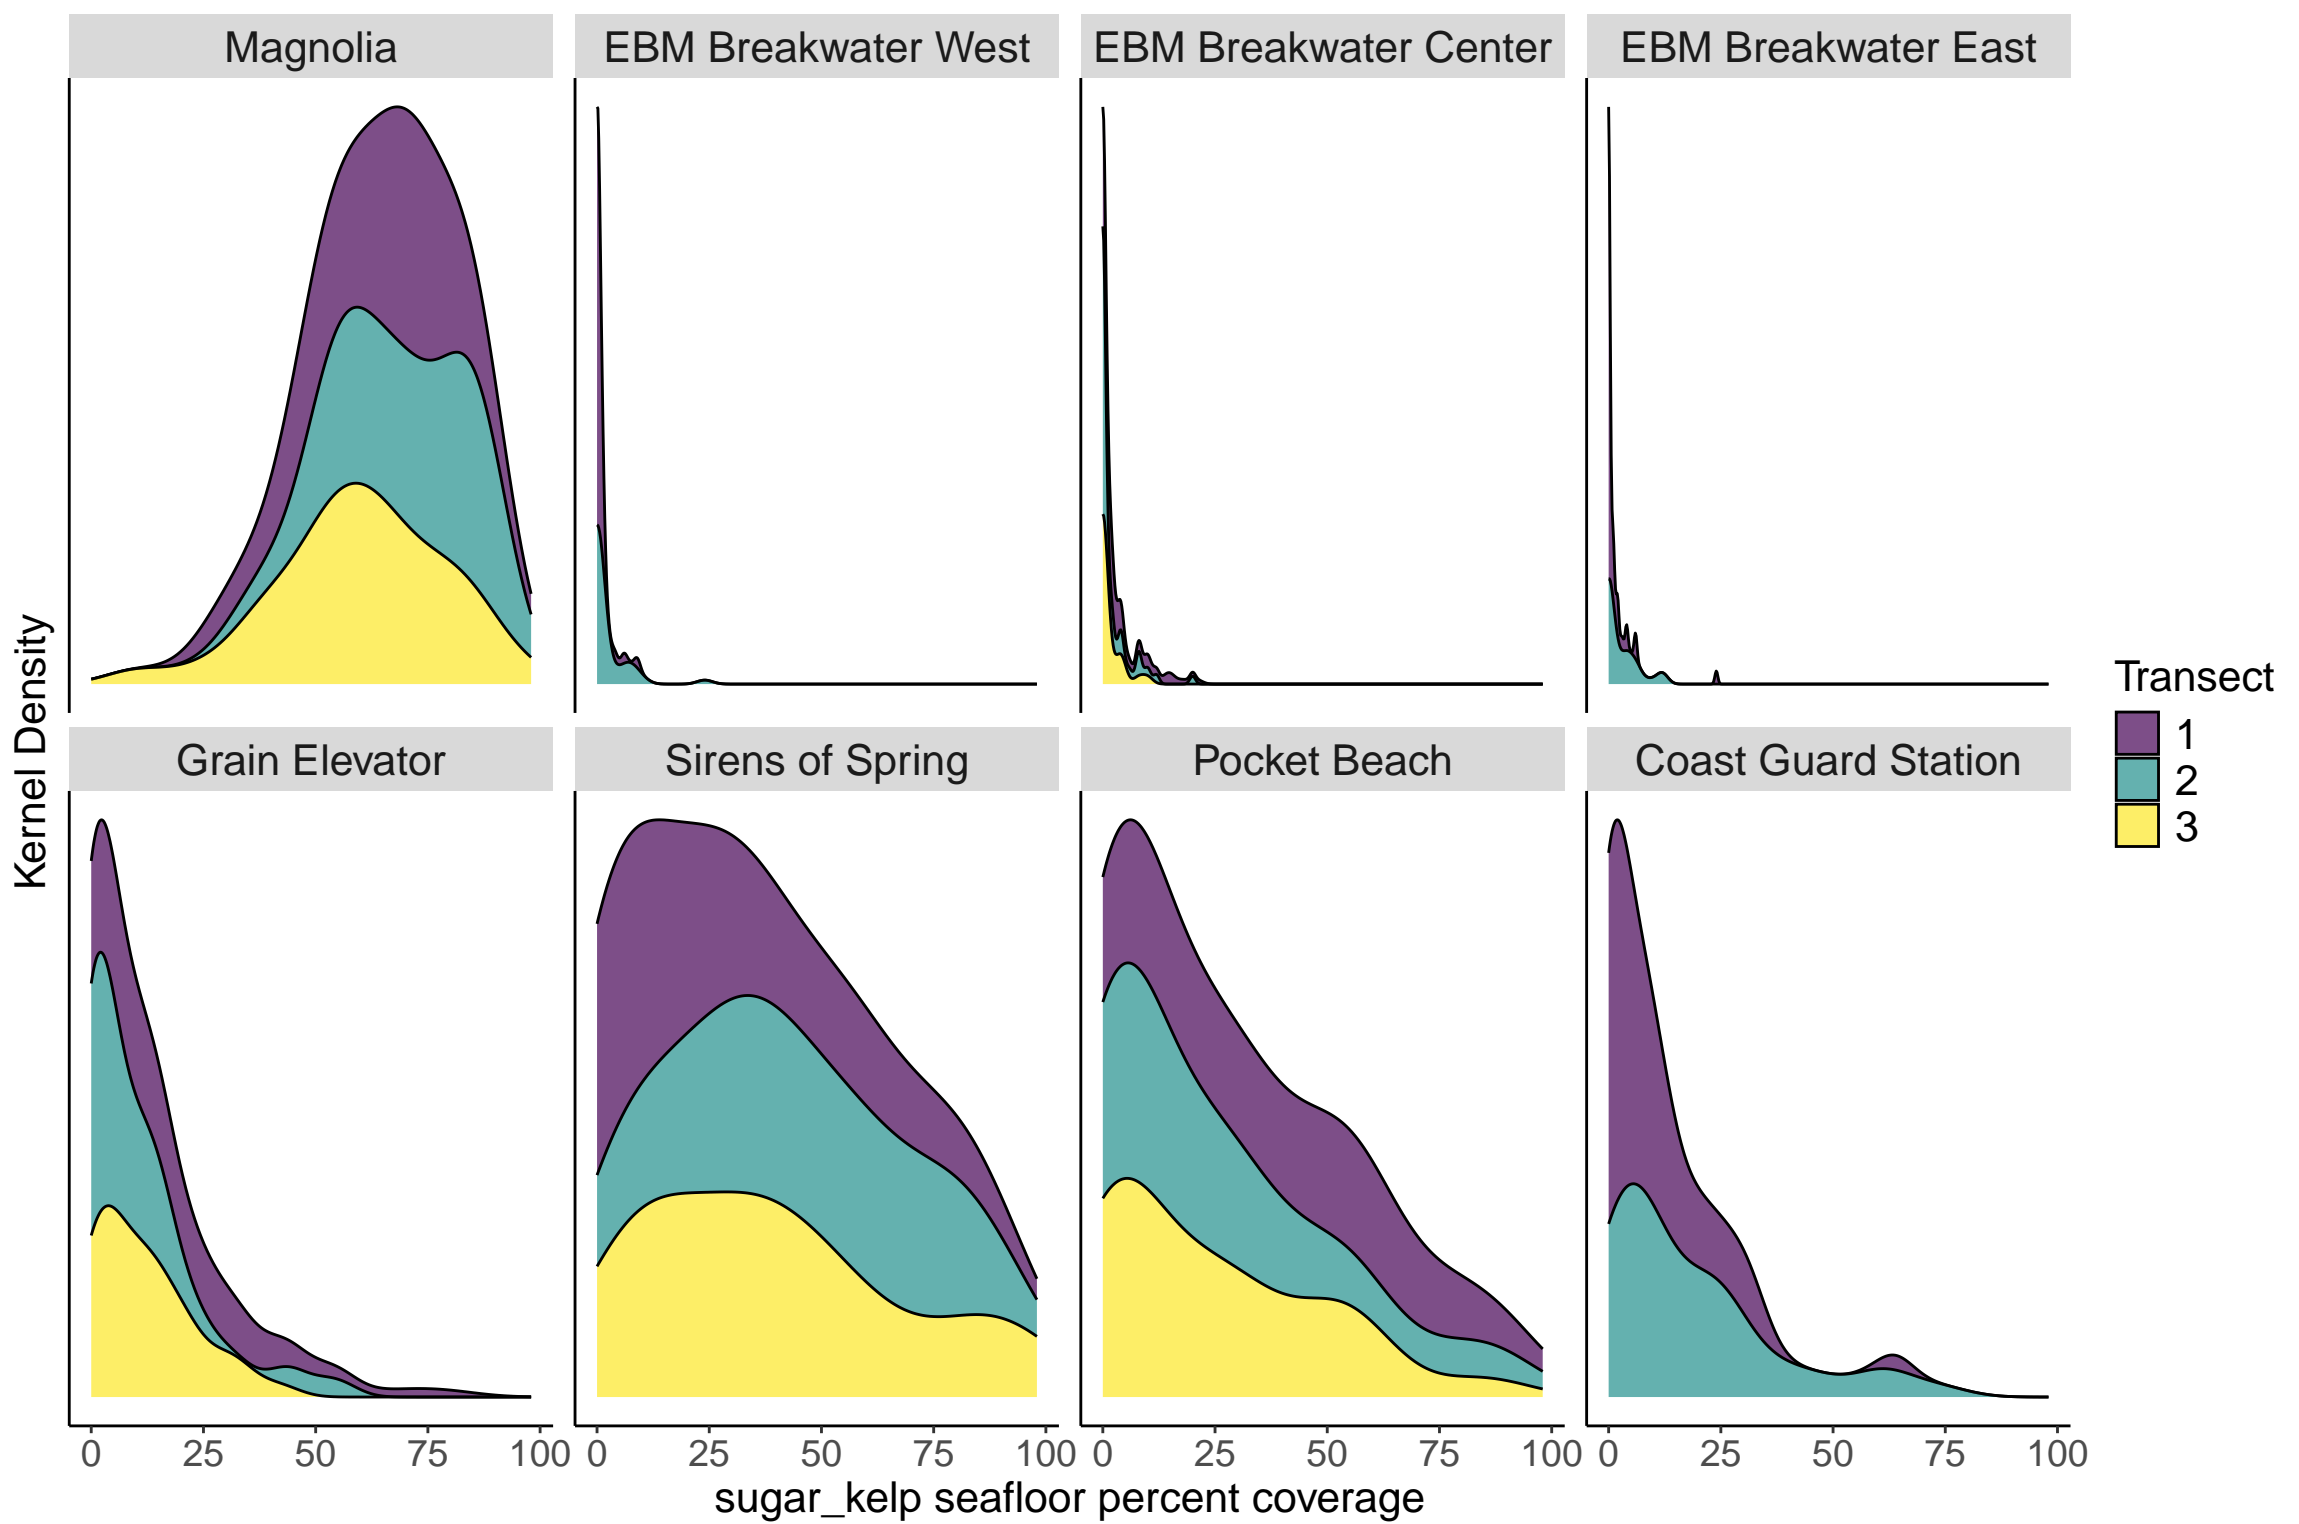 Magnolia
EBM Breakwater West
EBM Breakwater Center
EBM Breakwater East
Grain Elevator
Sirens of Spring
Pocket Beach
Coast Guard Station
Kernel Density
0 25 50 75 100
0 25 50 75 100
0 25 50 75 100
0 25 50 75 100
sugar_kelp seafloor percent coverage
Transect
1
2
3